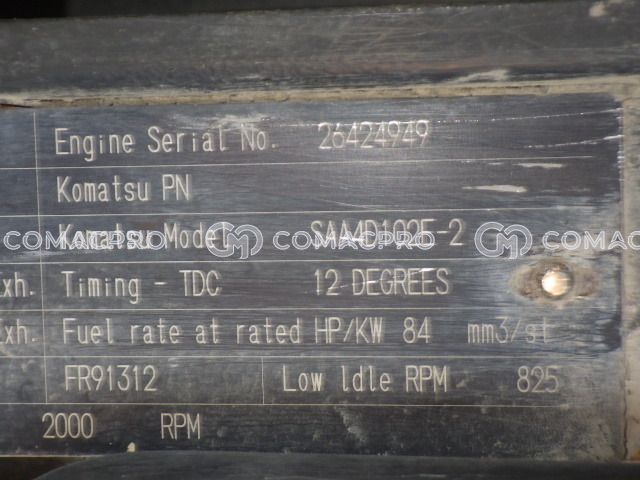 Engine Serial No. 26424949
Komatsu PN
Komatsu Model SAA4D102E-2
COMACPRO COMACPRO COMACPRO
xh. Timing - TDC 12 DEGREES
xh. Fuel rate at rated HP/KW 84 mm3/st
FR91312 Low Idle RPM 825
2000 RPM